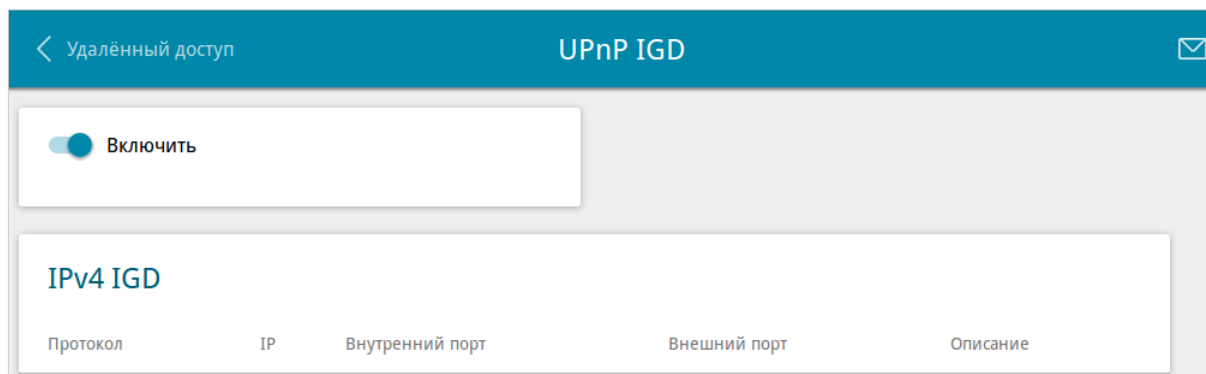 Удалённый доступ UPnP IGD
Включить
IPv4 IGD
Протокол IP Внутренний порт Внешний порт Описание